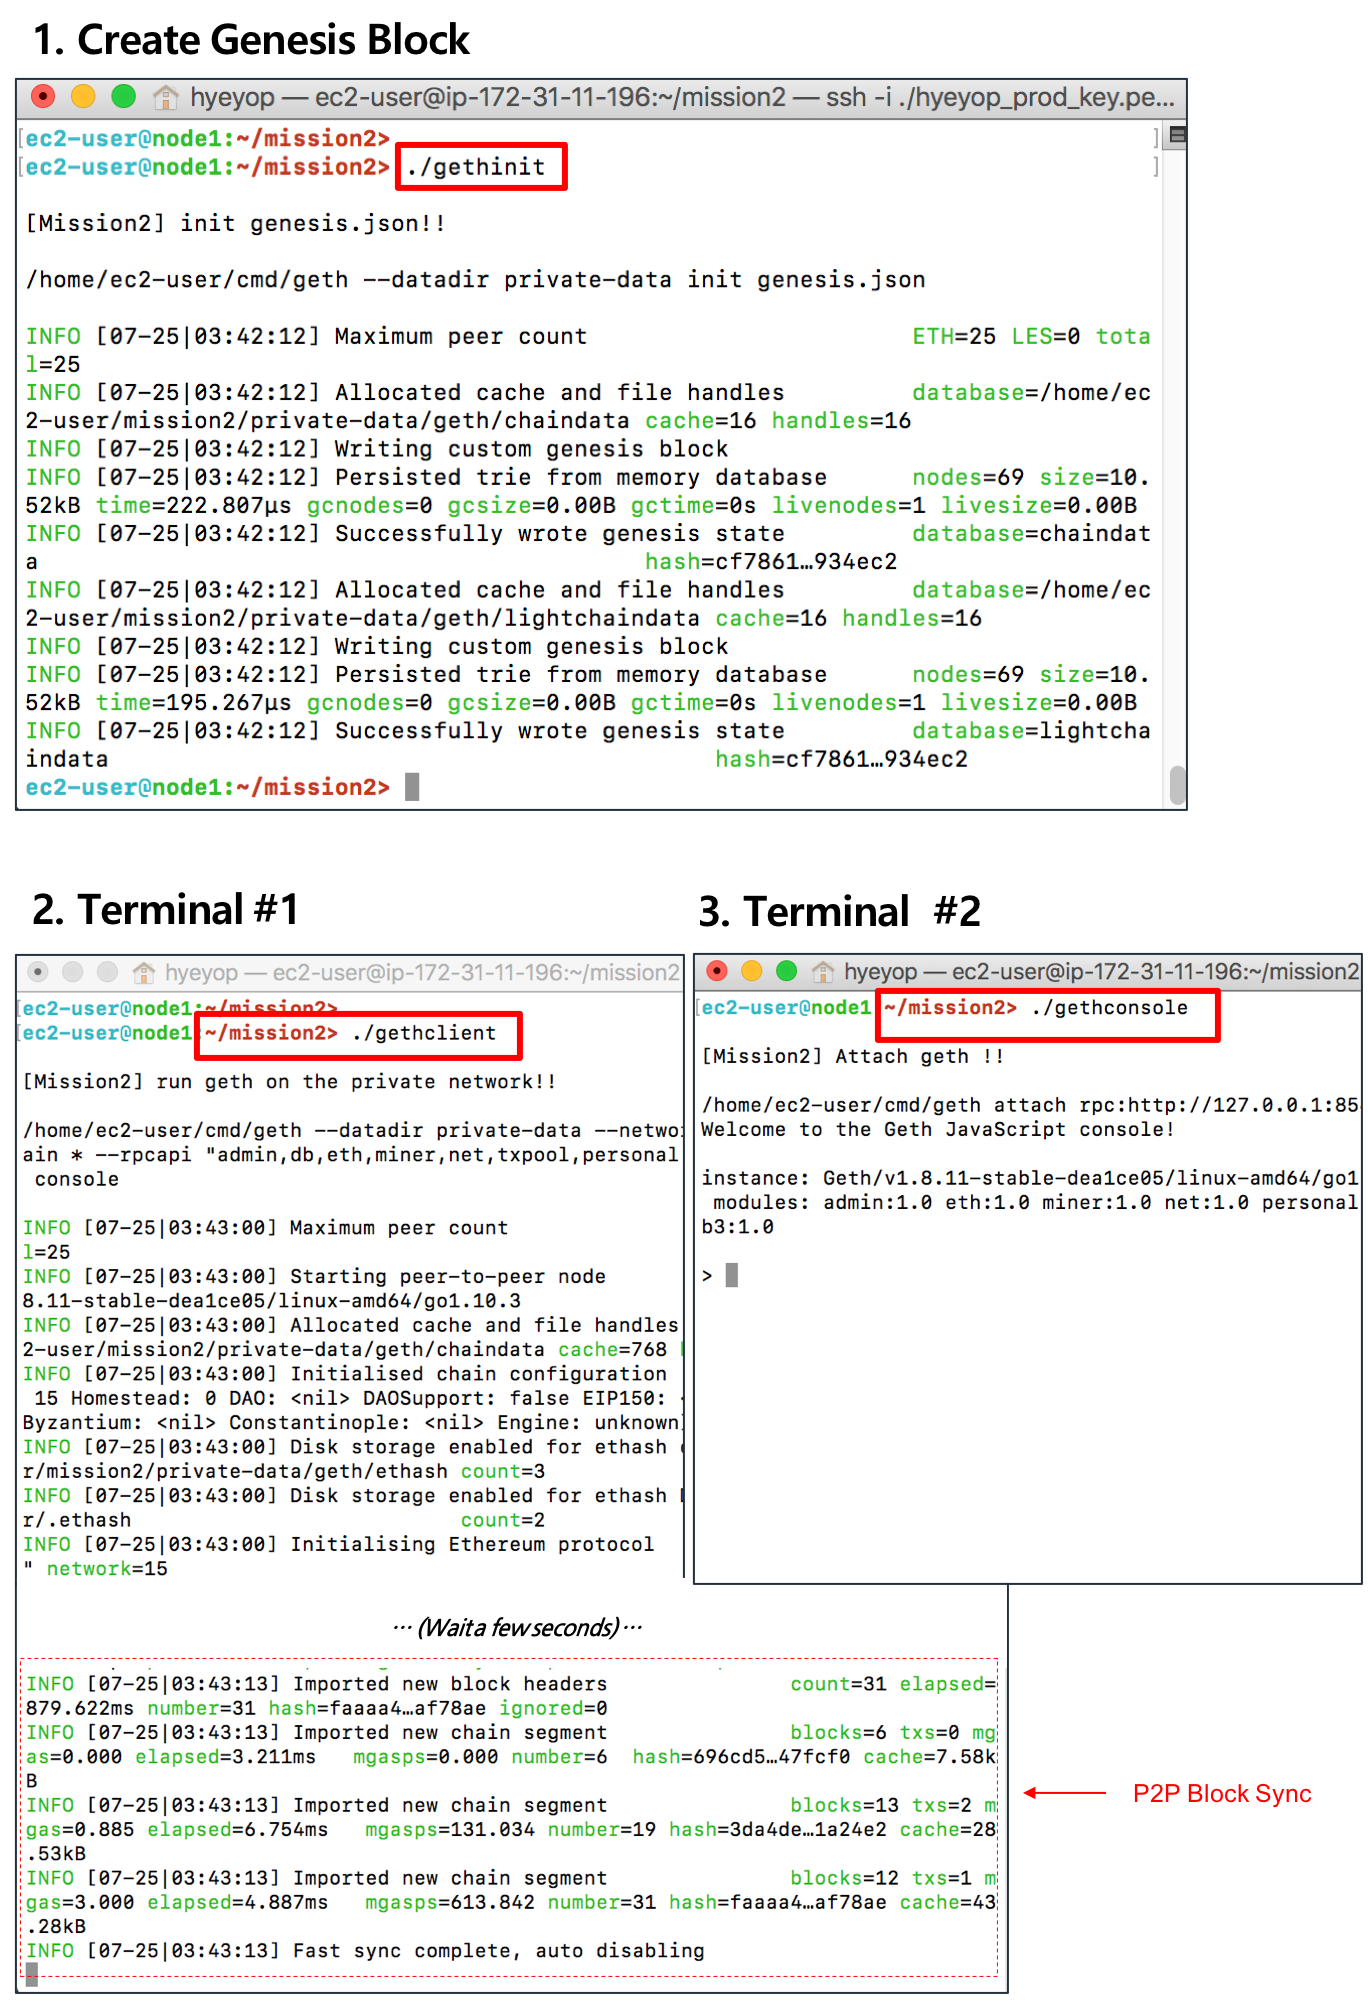 1. Create Genesis Block
hyeyop — ec2-user@ip-172-31-11-196:~/mission2 — ssh -i ./hyeyop_prod_key.pe...
[ec2-user@node1:~/mission2> ]
[ec2-user@node1:~/mission2> ./gethinit ]
[Mission2] init genesis.json!!
/home/ec2-user/cmd/geth --datadir private-data init genesis.json
INFO [07-25|03:42:12] Maximum peer count ETH=25 LES=0 tota
l=25
INFO [07-25|03:42:12] Allocated cache and file handles database=/home/ec
2-user/mission2/private-data/geth/chaindata cache=16 handles=16
INFO [07-25|03:42:12] Writing custom genesis block
INFO [07-25|03:42:12] Persisted trie from memory database nodes=69 size=10.
52kB time=222.807µs gcnodes=0 gcsize=0.00B gctime=0s livenodes=1 livesize=0.00B
INFO [07-25|03:42:12] Successfully wrote genesis state database=chaindat
a hash=cf7861…934ec2
INFO [07-25|03:42:12] Allocated cache and file handles database=/home/ec
2-user/mission2/private-data/geth/lightchaindata cache=16 handles=16
INFO [07-25|03:42:12] Writing custom genesis block
INFO [07-25|03:42:12] Persisted trie from memory database nodes=69 size=10.
52kB time=195.267µs gcnodes=0 gcsize=0.00B gctime=0s livenodes=1 livesize=0.00B
INFO [07-25|03:42:12] Successfully wrote genesis state database=lightcha
indata hash=cf7861…934ec2
ec2-user@node1:~/mission2>
2. Terminal #1
hyeyop — ec2-user@ip-172-31-11-196:~/mission2
[ec2-user@node1:~/mission2>
[ec2-user@node1:~/mission2> ./gethclient
[Mission2] run geth on the private network!!
/home/ec2-user/cmd/geth --datadir private-data --netwo
ain * --rpcapi "admin,db,eth,miner,net,txpool,personal
console
INFO [07-25|03:43:00] Maximum peer count
l=25
INFO [07-25|03:43:00] Starting peer-to-peer node
8.11-stable-dea1ce05/linux-amd64/go1.10.3
INFO [07-25|03:43:00] Allocated cache and file handles
2-user/mission2/private-data/geth/chaindata cache=768
INFO [07-25|03:43:00] Initialised chain configuration
15 Homestead: 0 DAO: <nil> DAOSupport: false EIP150:
Byzantium: <nil> Constantinople: <nil> Engine: unknown
INFO [07-25|03:43:00] Disk storage enabled for ethash
r/mission2/private-data/geth/ethash count=3
INFO [07-25|03:43:00] Disk storage enabled for ethash
r/.ethash count=2
INFO [07-25|03:43:00] Initialising Ethereum protocol
" network=15
3. Terminal #2
hyeyop — ec2-user@ip-172-31-11-196:~/mission2
[ec2-user@node1 ~/mission2> ./gethconsole
[Mission2] Attach geth !!
/home/ec2-user/cmd/geth attach rpc:http://127.0.0.1:85
Welcome to the Geth JavaScript console!
instance: Geth/v1.8.11-stable-dea1ce05/linux-amd64/go1
modules: admin:1.0 eth:1.0 miner:1.0 net:1.0 personal
b3:1.0
>
… (Wait a few seconds) …
INFO [07-25|03:43:13] Imported new block headers count=31 elapsed=
879.622ms number=31 hash=faaaa4…af78ae ignored=0
INFO [07-25|03:43:13] Imported new chain segment blocks=6 txs=0 mg
as=0.000 elapsed=3.211ms mgasps=0.000 number=6 hash=696cd5…47fcf0 cache=7.58k
B
INFO [07-25|03:43:13] Imported new chain segment blocks=13 txs=2 m
gas=0.885 elapsed=6.754ms mgasps=131.034 number=19 hash=3da4de…1a24e2 cache=28
.53kB
INFO [07-25|03:43:13] Imported new chain segment blocks=12 txs=1 m
gas=3.000 elapsed=4.887ms mgasps=613.842 number=31 hash=faaaa4…af78ae cache=43
.28kB
INFO [07-25|03:43:13] Fast sync complete, auto disabling
P2P Block Sync